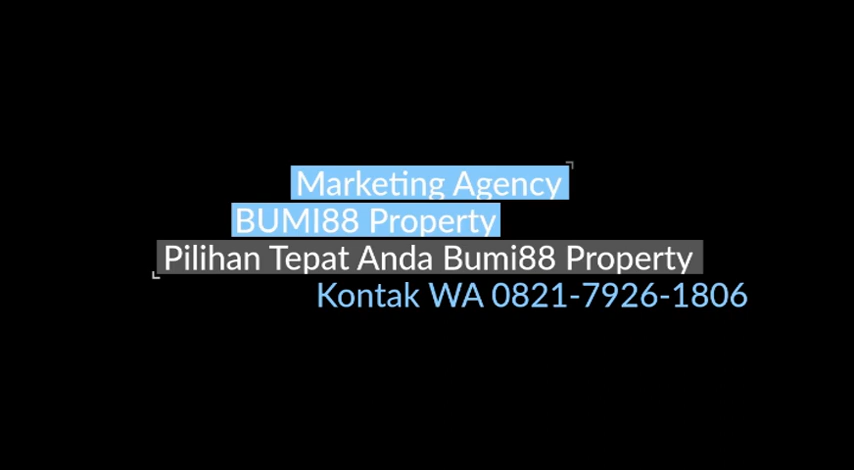 Marketing Agency
BUMI88 Property
Pilihan Tepat Anda Bumi88 Property
Kontak WA 0821-7926-1806